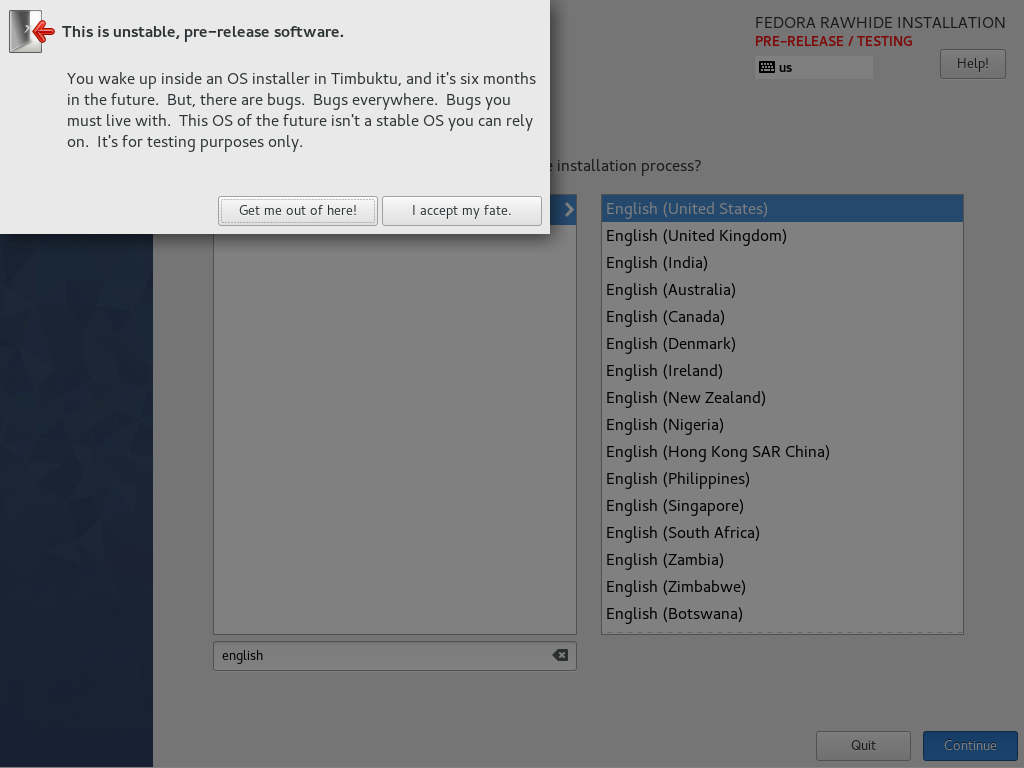 This is unstable, pre-release software.
You wake up inside an OS installer in Timbuktu, and it's six months
in the future.  But, there are bugs.  Bugs everywhere.  Bugs you
must live with.  This OS of the future isn't a stable OS you can rely
on.  It's for testing purposes only.
Get me out of here!
I accept my fate.
FEDORA RAWHIDE INSTALLATION
PRE-RELEASE / TESTING
us
Help!
installation process?
English (United States)
English (United Kingdom)
English (India)
English (Australia)
English (Canada)
English (Denmark)
English (Ireland)
English (New Zealand)
English (Nigeria)
English (Hong Kong SAR China)
English (Philippines)
English (Singapore)
English (South Africa)
English (Zambia)
English (Zimbabwe)
English (Botswana)
english
Quit
Continue